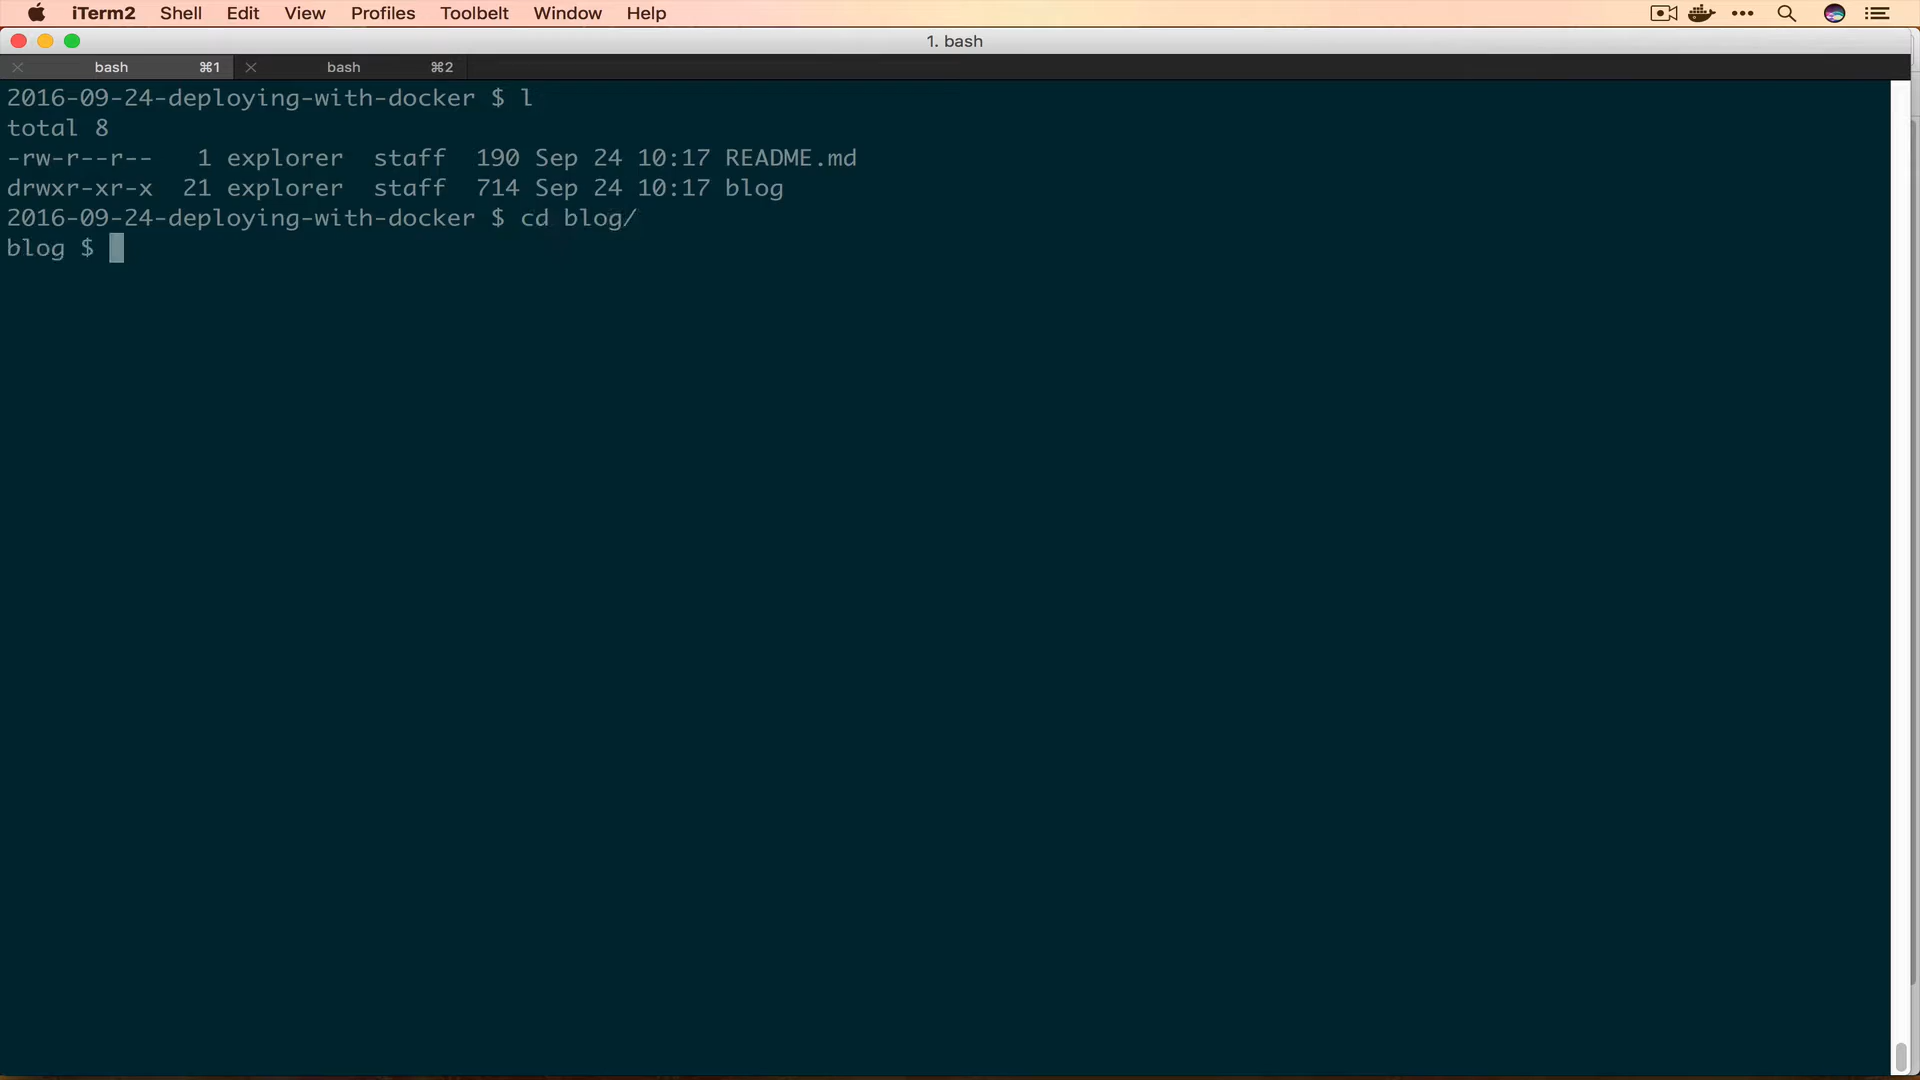 iTerm2 Shell Edit View Profiles Toolbelt Window Help
1. bash
bash ⌘1 bash ⌘2
2016-09-24-deploying-with-docker $ l
total 8
-rw-r--r--   1 explorer  staff  190 Sep 24 10:17 README.md
drwxr-xr-x  21 explorer  staff  714 Sep 24 10:17 blog
2016-09-24-deploying-with-docker $ cd blog/
blog $